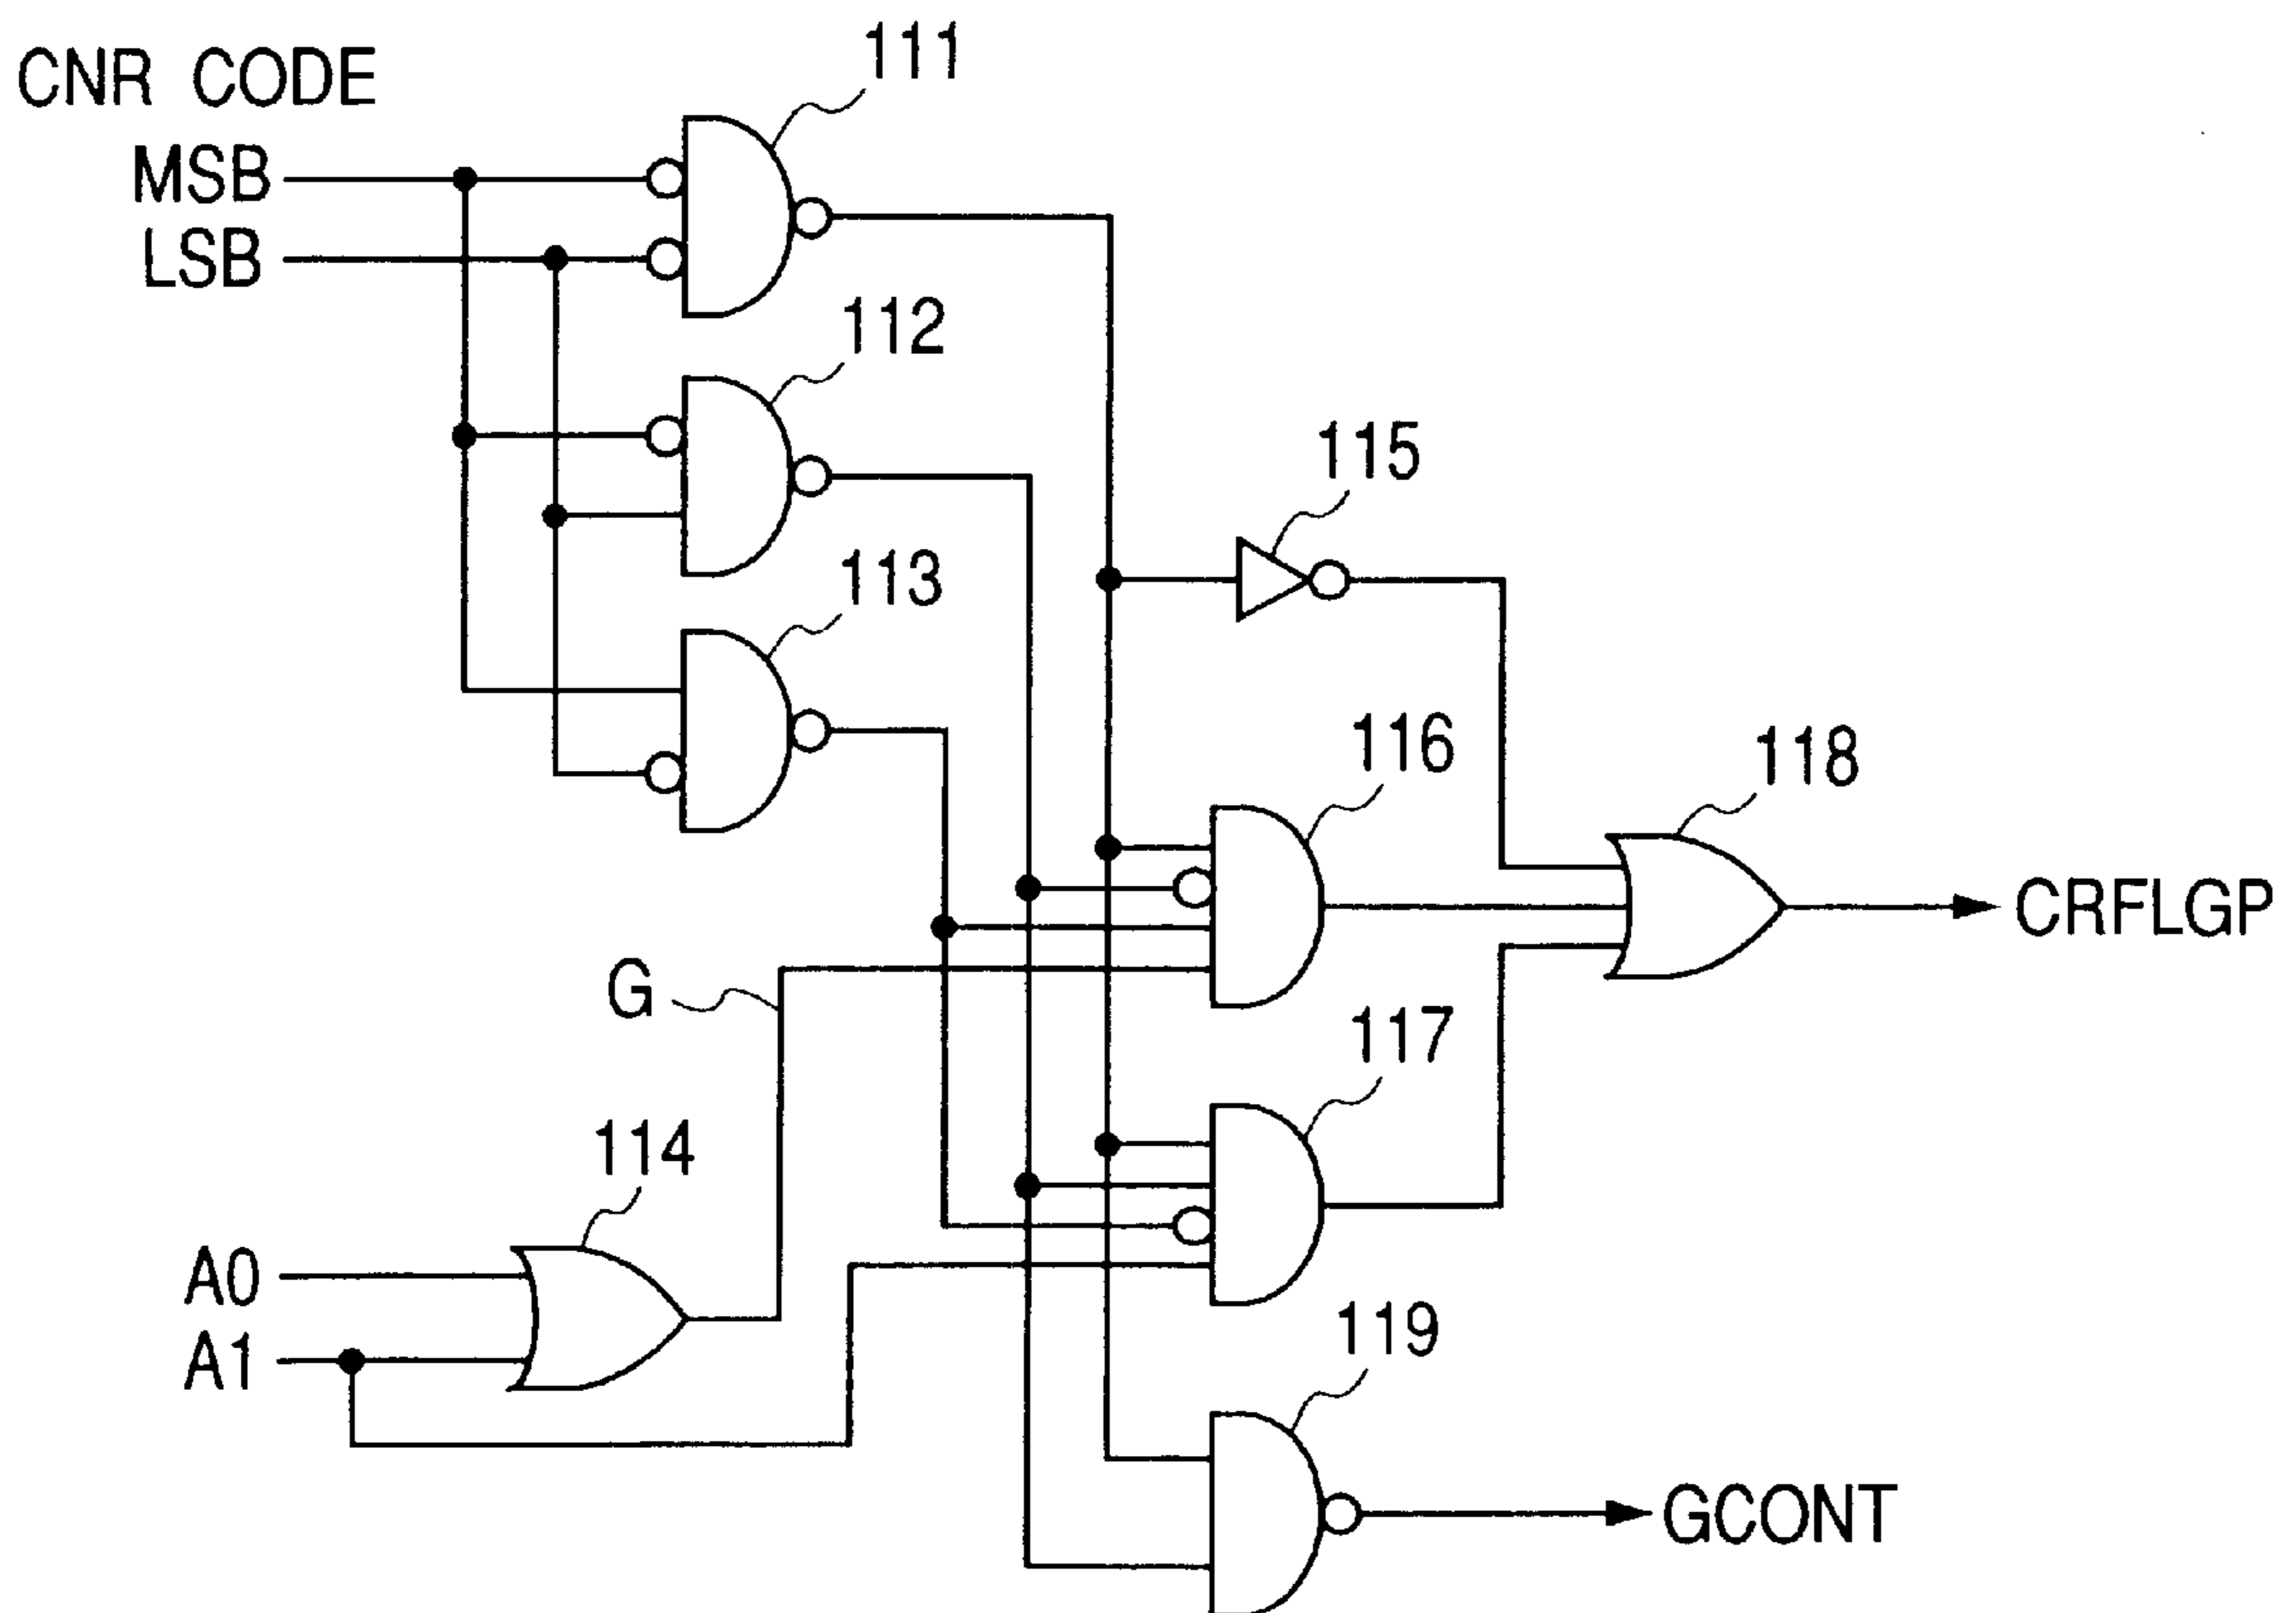 CNR CODE
MSB
LSB
111
112
113
115
116
118
CRFLGP
G
117
114
A0
A1
119
GCONT